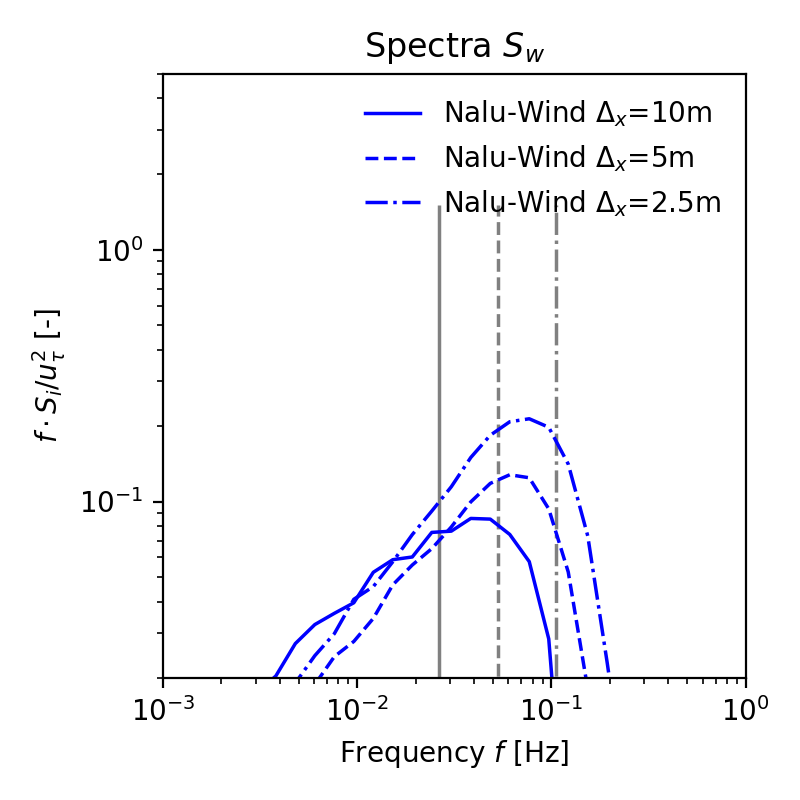 Spectra $S_w$
Nalu-Wind $\Delta_x$=10m
Nalu-Wind $\Delta_x$=5m
Nalu-Wind $\Delta_x$=2.5m
$f \cdot S_i/u_\tau^2$ [-]
$10^0$
$10^{-1}$
$10^{-3}$ $10^{-2}$ $10^{-1}$ $10^0$
Frequency $f$ [Hz]